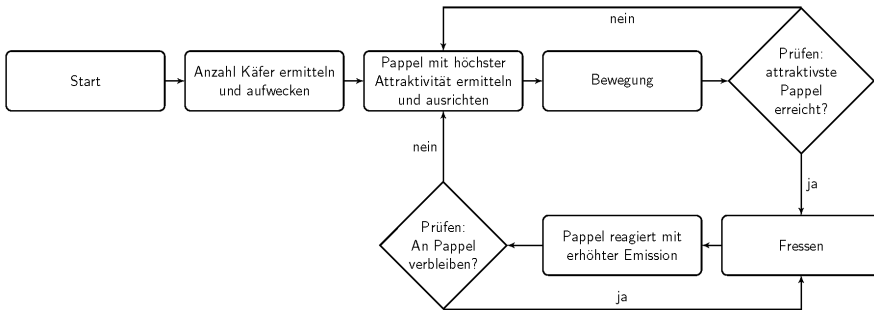 nein
Start
Anzahl Käfer ermitteln
und aufwecken
Pappel mit höchster
Attraktivität ermitteln
und ausrichten
Bewegung
Prüfen:
attraktivste
Pappel
erreicht?
nein
ja
Prüfen:
An Pappel
verbleiben?
Pappel reagiert mit
erhöhter Emission
Fressen
ja